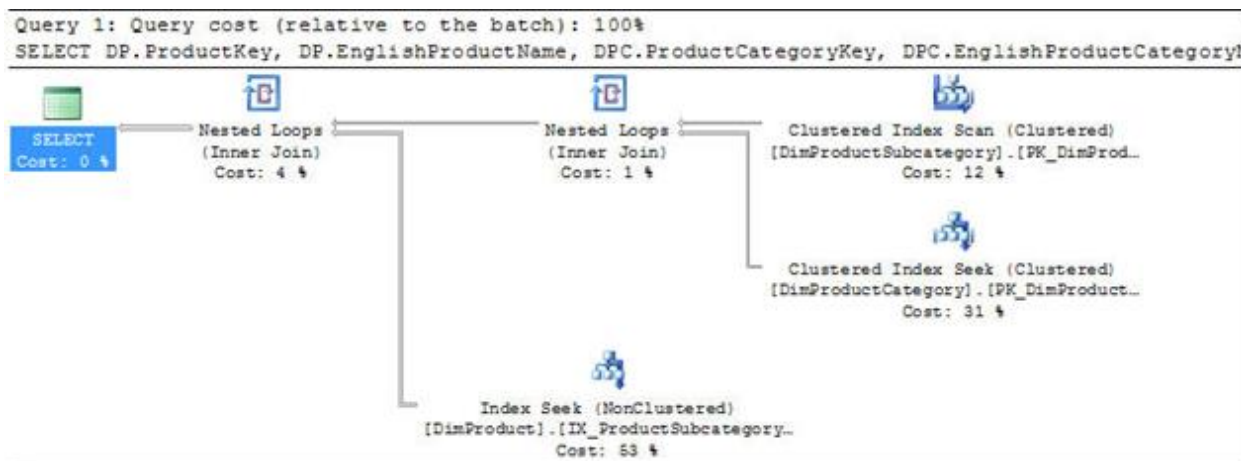 Query 1: Query cost (relative to the batch): 100%
SELECT DP.ProductKey, DP.EnglishProductName, DPC.ProductCategoryKey, DPC.EnglishProductCategoryN
SELECT
Cost: 0 %
Nested Loops
(Inner Join)
Cost: 4 %
Nested Loops
(Inner Join)
Cost: 1 %
Clustered Index Scan (Clustered)
[DimProductSubcategory].[PK_DimProd…
Cost: 12 %
Clustered Index Seek (Clustered)
[DimProductCategory].[PK_DimProduct…
Cost: 31 %
Index Seek (NonClustered)
[DimProduct].[IX_ProductSubcategory…
Cost: 53 %